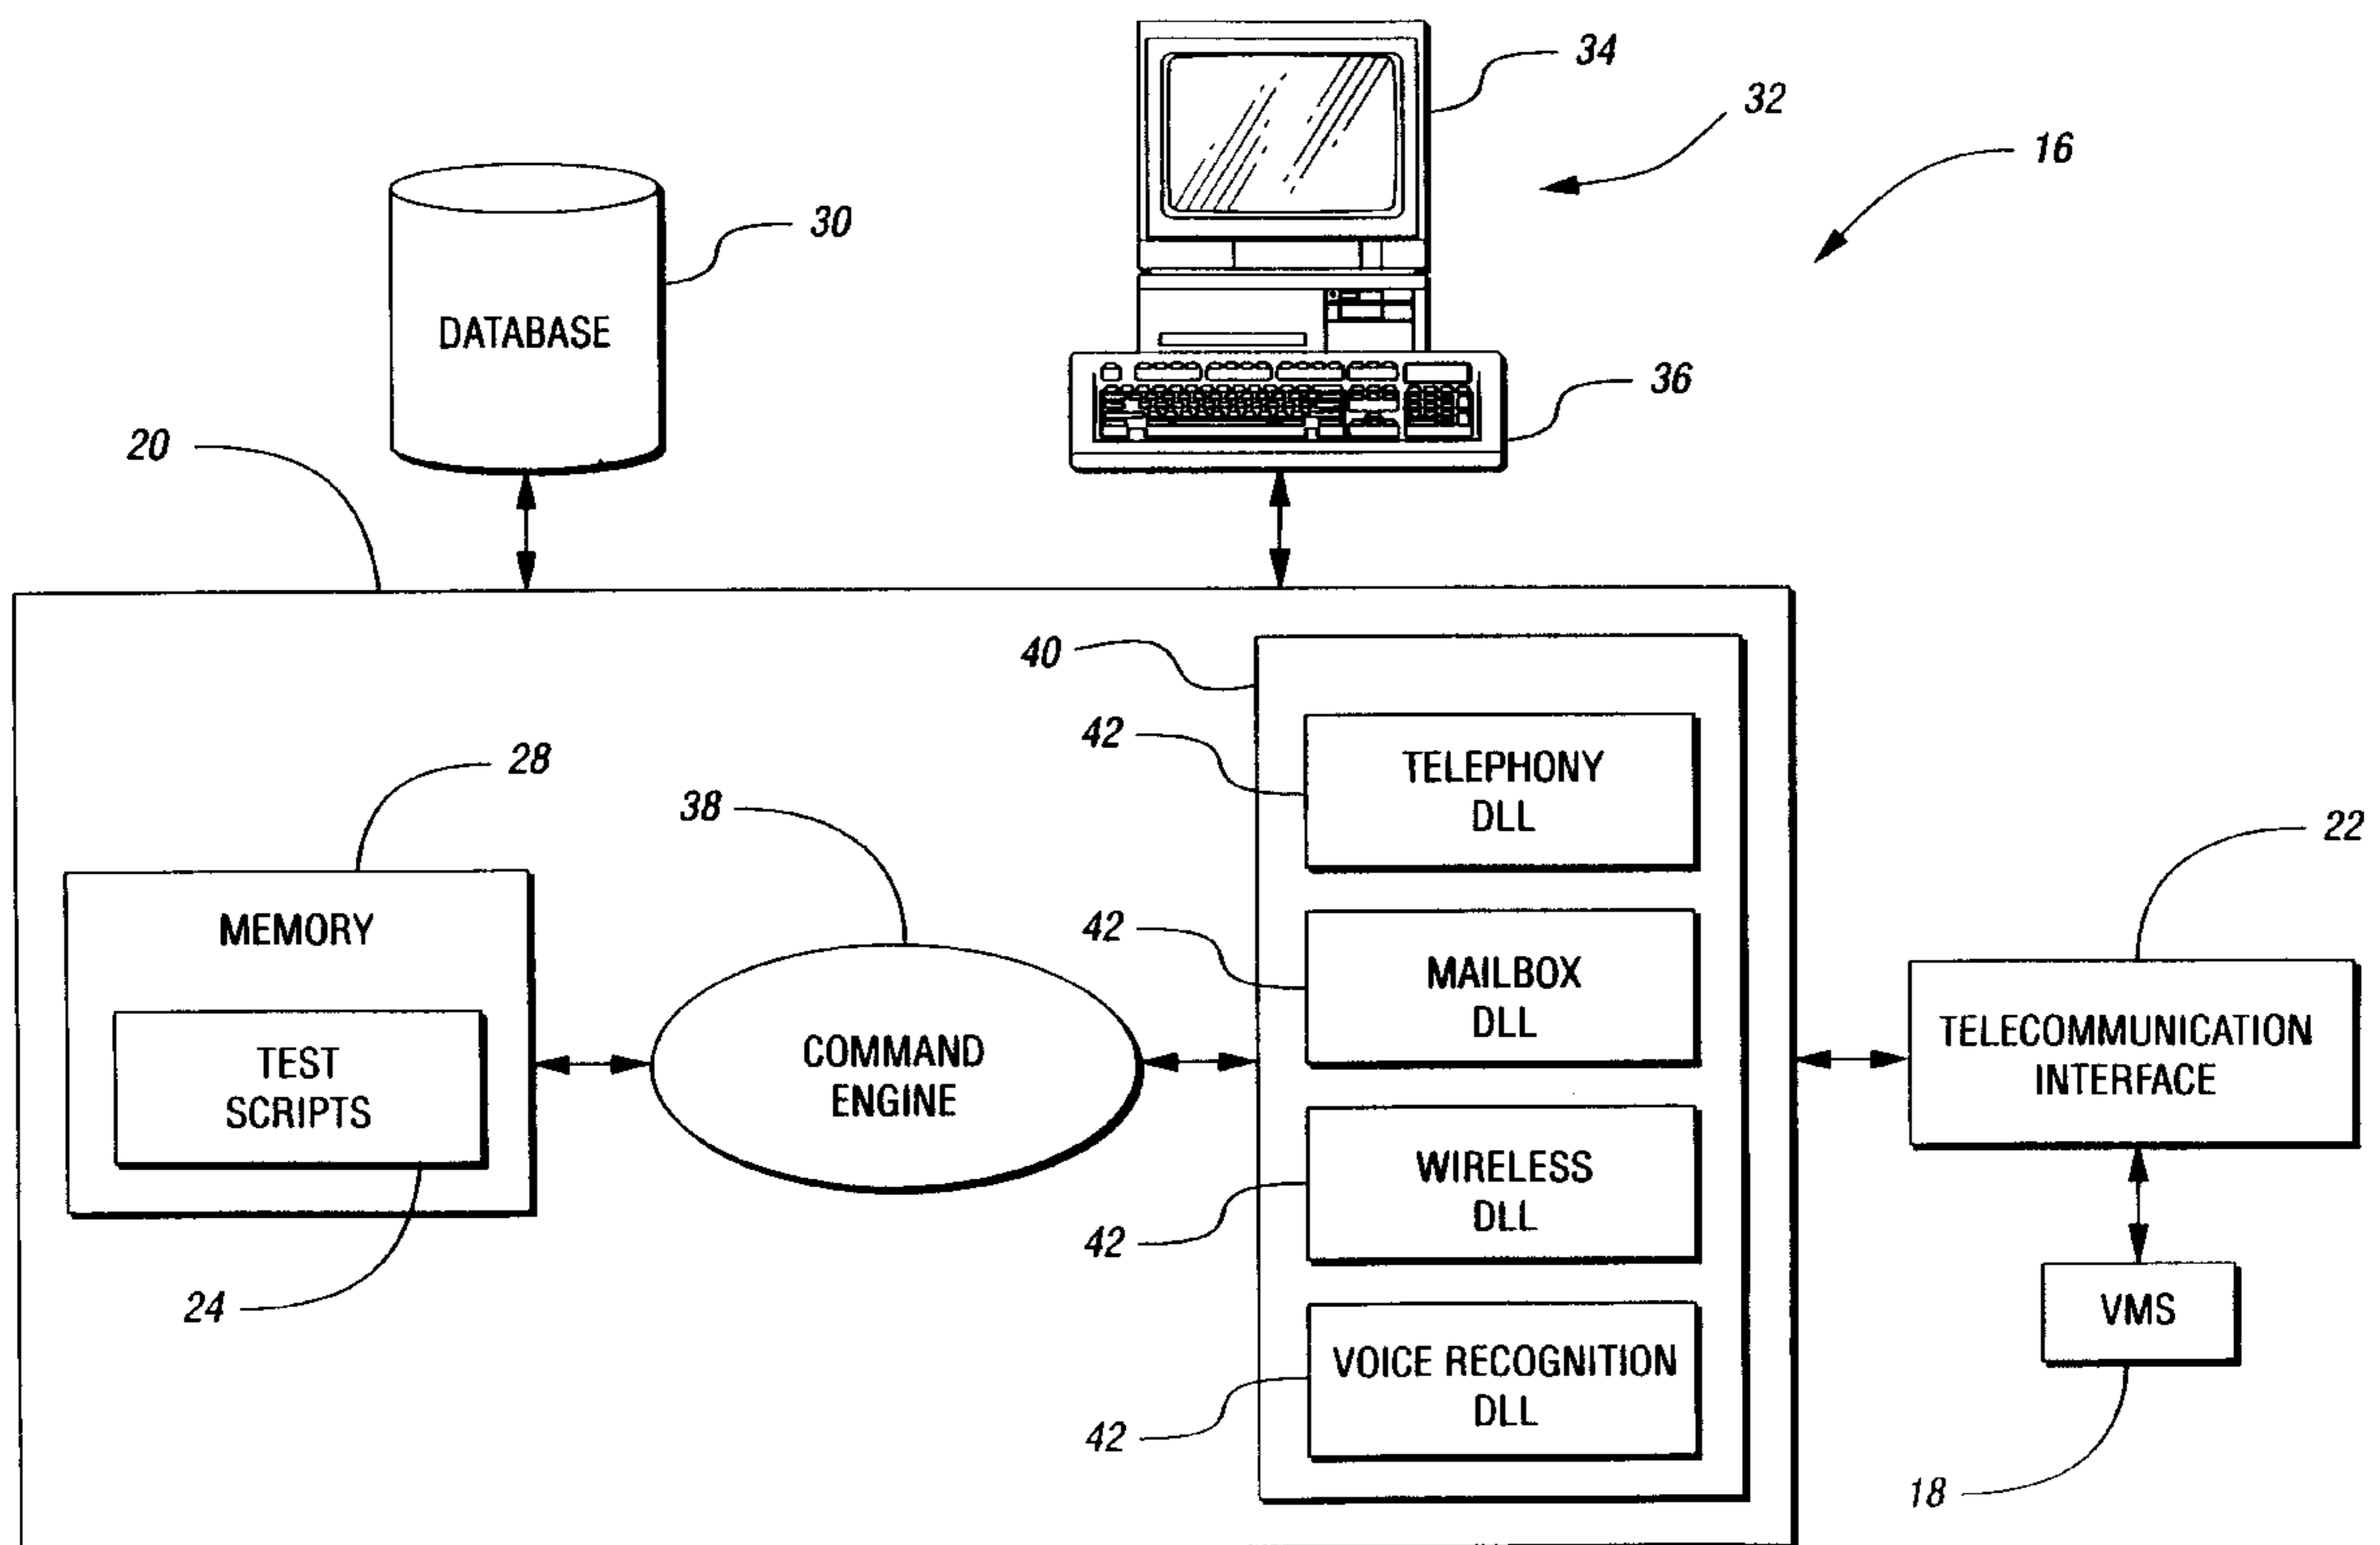 34
32
16
30
DATABASE
36
20
40
42
TELEPHONY
DLL
28
38
22
MEMORY
42
MAILBOX
DLL
TEST
SCRIPTS
COMMAND
ENGINE
TELECOMMUNICATION
INTERFACE
WIRELESS
DLL
42
24
VMS
VOICE RECOGNITION
DLL
42
18